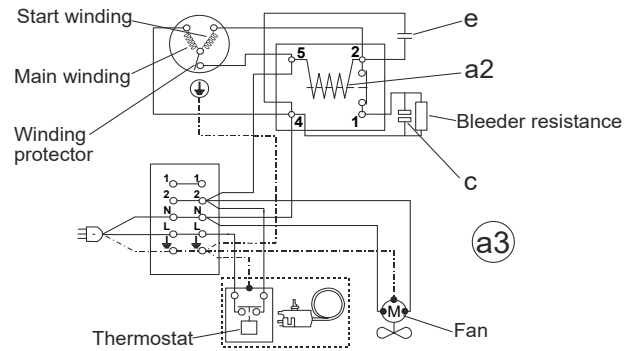 Start winding
e
5
2
a2
Main winding
Winding
protector
4
1
Bleeder resistance
c
1 1
2 2
N N
L L
a3
M
Thermostat
Fan